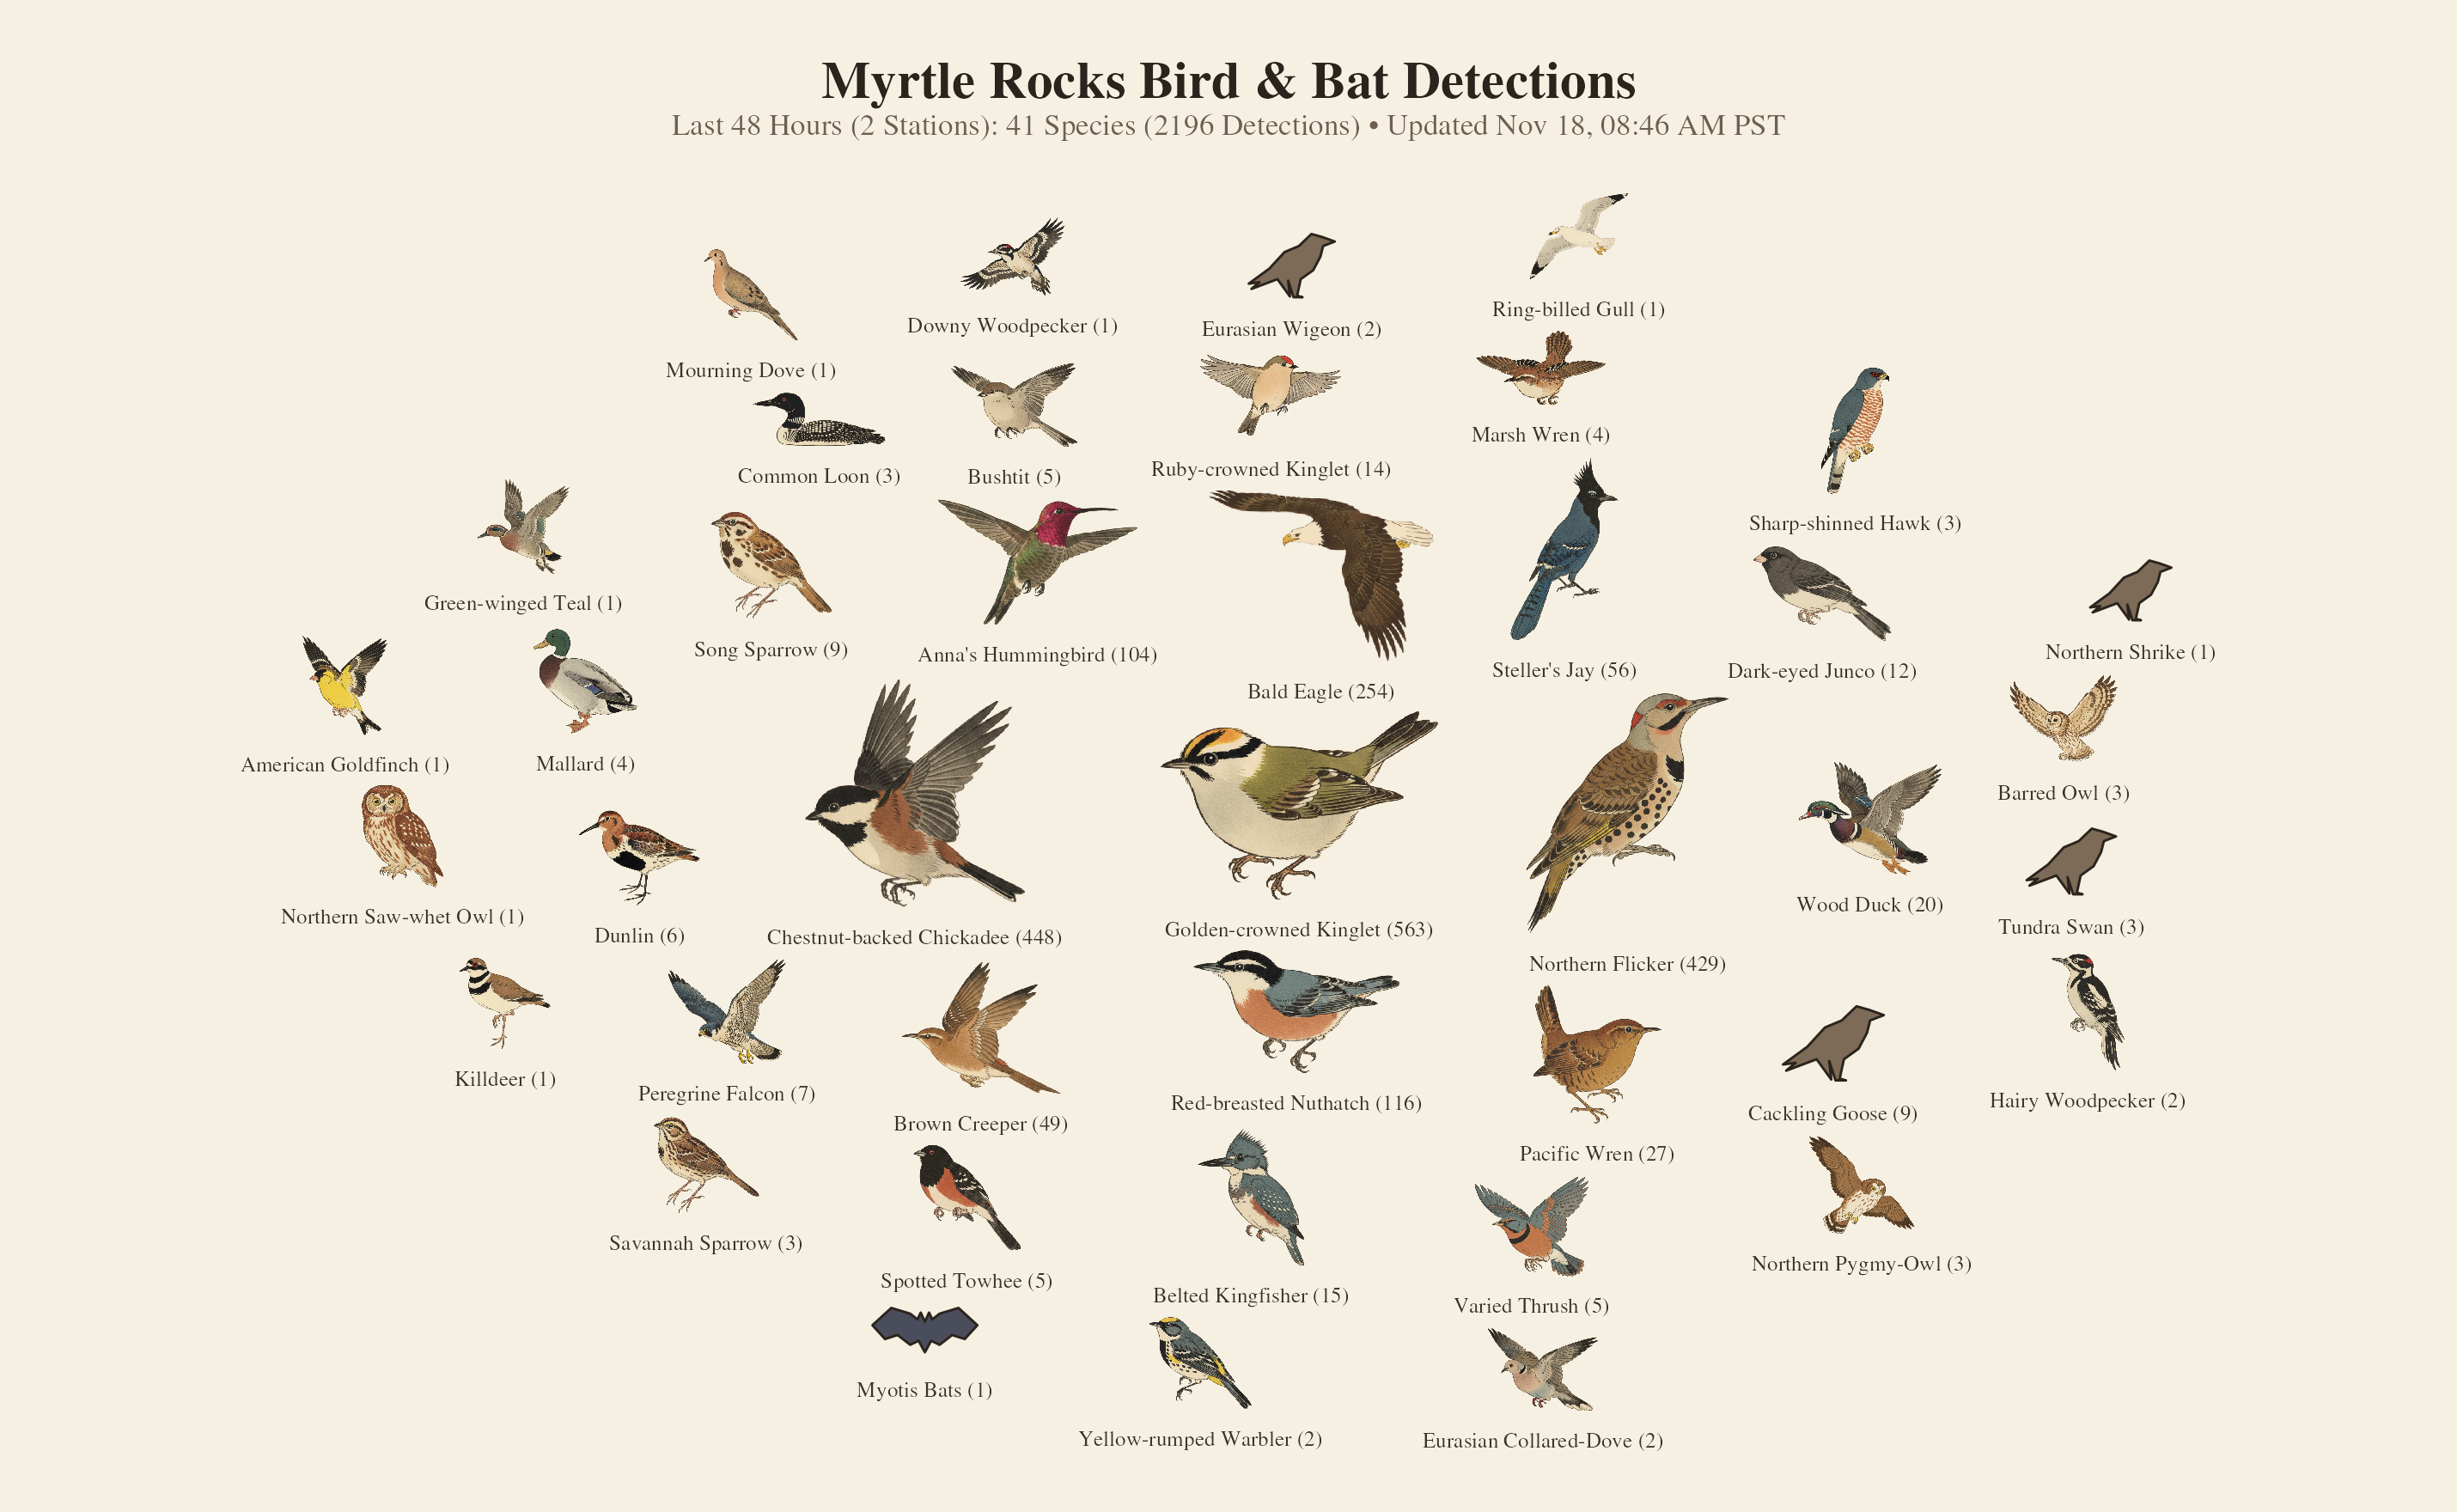 Myrtle Rocks Bird & Bat Detections
Last 48 Hours (2 Stations): 41 Species (2196 Detections) • Updated Nov 18, 08:46 AM PST
Ring-billed Gull (1)
Downy Woodpecker (1)
Eurasian Wigeon (2)
Mourning Dove (1)
Marsh Wren (4)
Ruby-crowned Kinglet (14)
Common Loon (3)
Bushtit (5)
Sharp-shinned Hawk (3)
Green-winged Teal (1)
Song Sparrow (9)
Anna's Hummingbird (104)
Northern Shrike (1)
Steller's Jay (56)
Dark-eyed Junco (12)
Bald Eagle (254)
American Goldfinch (1)
Mallard (4)
Barred Owl (3)
Wood Duck (20)
Northern Saw-whet Owl (1)
Tundra Swan (3)
Golden-crowned Kinglet (563)
Dunlin (6)
Chestnut-backed Chickadee (448)
Northern Flicker (429)
Killdeer (1)
Peregrine Falcon (7)
Hairy Woodpecker (2)
Red-breasted Nuthatch (116)
Cackling Goose (9)
Brown Creeper (49)
Pacific Wren (27)
Savannah Sparrow (3)
Northern Pygmy-Owl (3)
Spotted Towhee (5)
Belted Kingfisher (15)
Varied Thrush (5)
Myotis Bats (1)
Yellow-rumped Warbler (2)
Eurasian Collared-Dove (2)